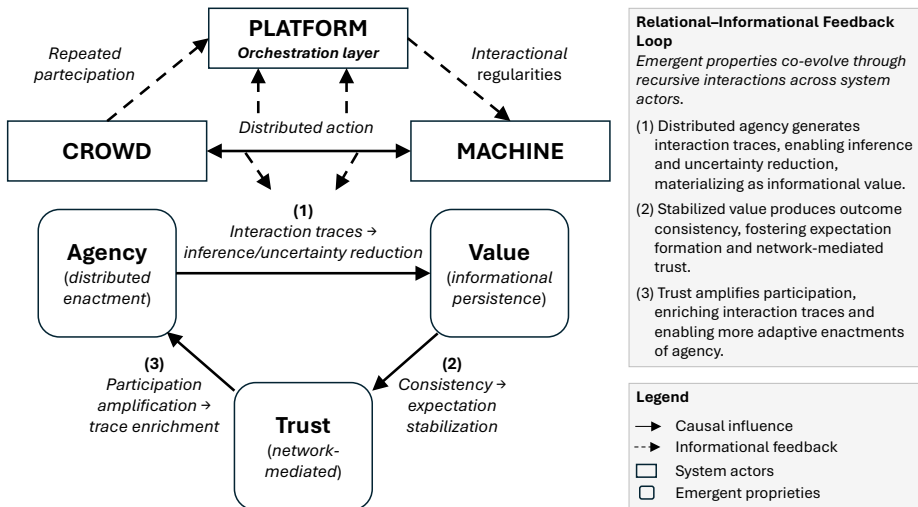 PLATFORM
Orchestration layer
Repeated
partecipation
Interactional
regularities
Distributed action
CROWD
MACHINE
(1)
Interaction traces →
inference/uncertainty reduction
Agency
(distributed
enactment)
Value
(informational
persistence)
(3)
Participation
amplification →
trace enrichment
(2)
Consistency →
expectation
stabilization
Trust
(network-
mediated)
Relational–Informational Feedback
Loop
Emergent properties co-evolve through
recursive interactions across system
actors.
(1) Distributed agency generates
interaction traces, enabling inference
and uncertainty reduction,
materializing as informational value.
(2) Stabilized value produces outcome
consistency, fostering expectation
formation and network-mediated
trust.
(3) Trust amplifies participation,
enriching interaction traces and
enabling more adaptive enactments
of agency.
Legend
Causal influence
Informational feedback
System actors
Emergent proprieties